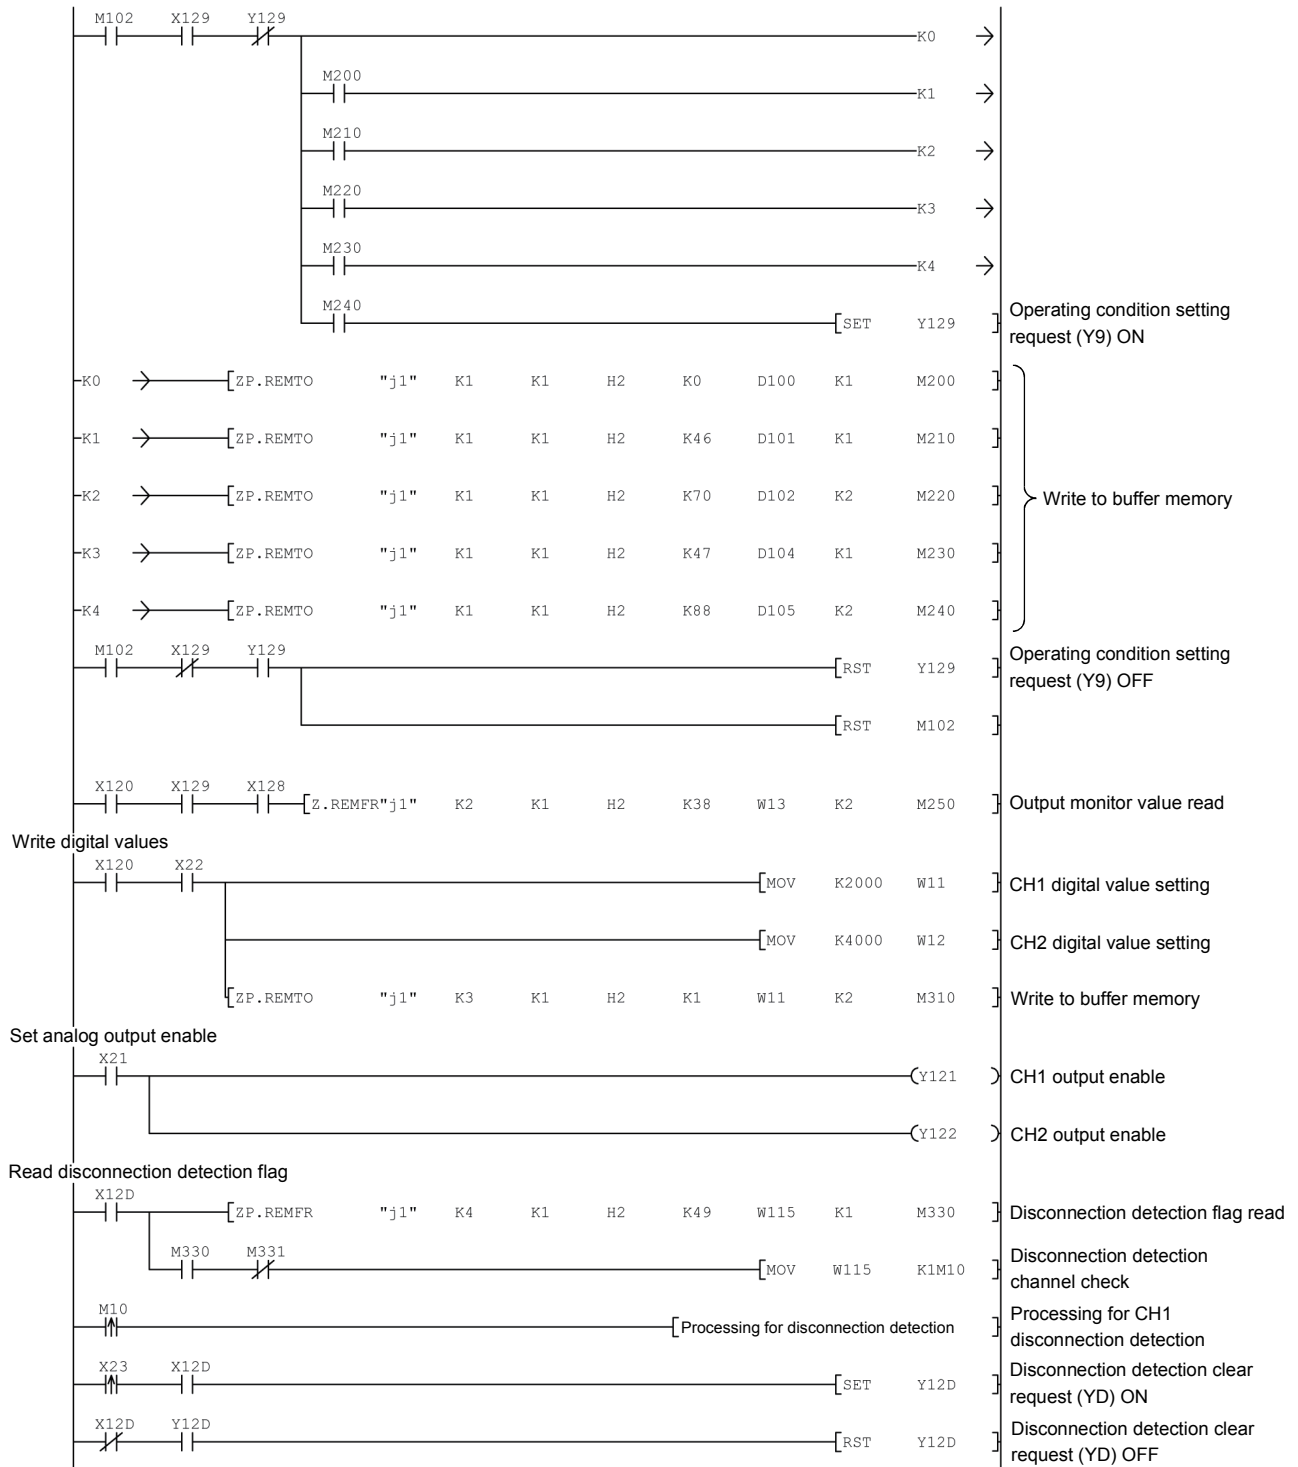 M102 X129 Y129
K0
M200
K1
M210
K2
M220
K3
M230
K4
M240
SET Y129 Operating condition setting
request (Y9) ON
K0 ZP.REMTO "j1" K1 K1 H2 K0 D100 K1 M200
K1 ZP.REMTO "j1" K1 K1 H2 K46 D101 K1 M210
K2 ZP.REMTO "j1" K1 K1 H2 K70 D102 K2 M220
Write to buffer memory
K3 ZP.REMTO "j1" K1 K1 H2 K47 D104 K1 M230
K4 ZP.REMTO "j1" K1 K1 H2 K88 D105 K2 M240
M102 X129 Y129
RST Y129 Operating condition setting
request (Y9) OFF
RST M102
X120 X129 X128
Z.REMFR "j1" K2 K1 H2 K38 W13 K2 M250 Output monitor value read
Write digital values
X120 X22
MOV K2000 W11 CH1 digital value setting
MOV K4000 W12 CH2 digital value setting
ZP.REMTO "j1" K3 K1 H2 K1 W11 K2 M310 Write to buffer memory
Set analog output enable
X21
Y121 CH1 output enable
Y122 CH2 output enable
Read disconnection detection flag
X12D
ZP.REMFR "j1" K4 K1 H2 K49 W115 K1 M330 Disconnection detection flag read
M330 M331
MOV W115 K1M10 Disconnection detection
channel check
M10
Processing for disconnection detection Processing for CH1
disconnection detection
X23 X12D
SET Y12D Disconnection detection clear
request (YD) ON
X12D Y12D
RST Y12D Disconnection detection clear
request (YD) OFF